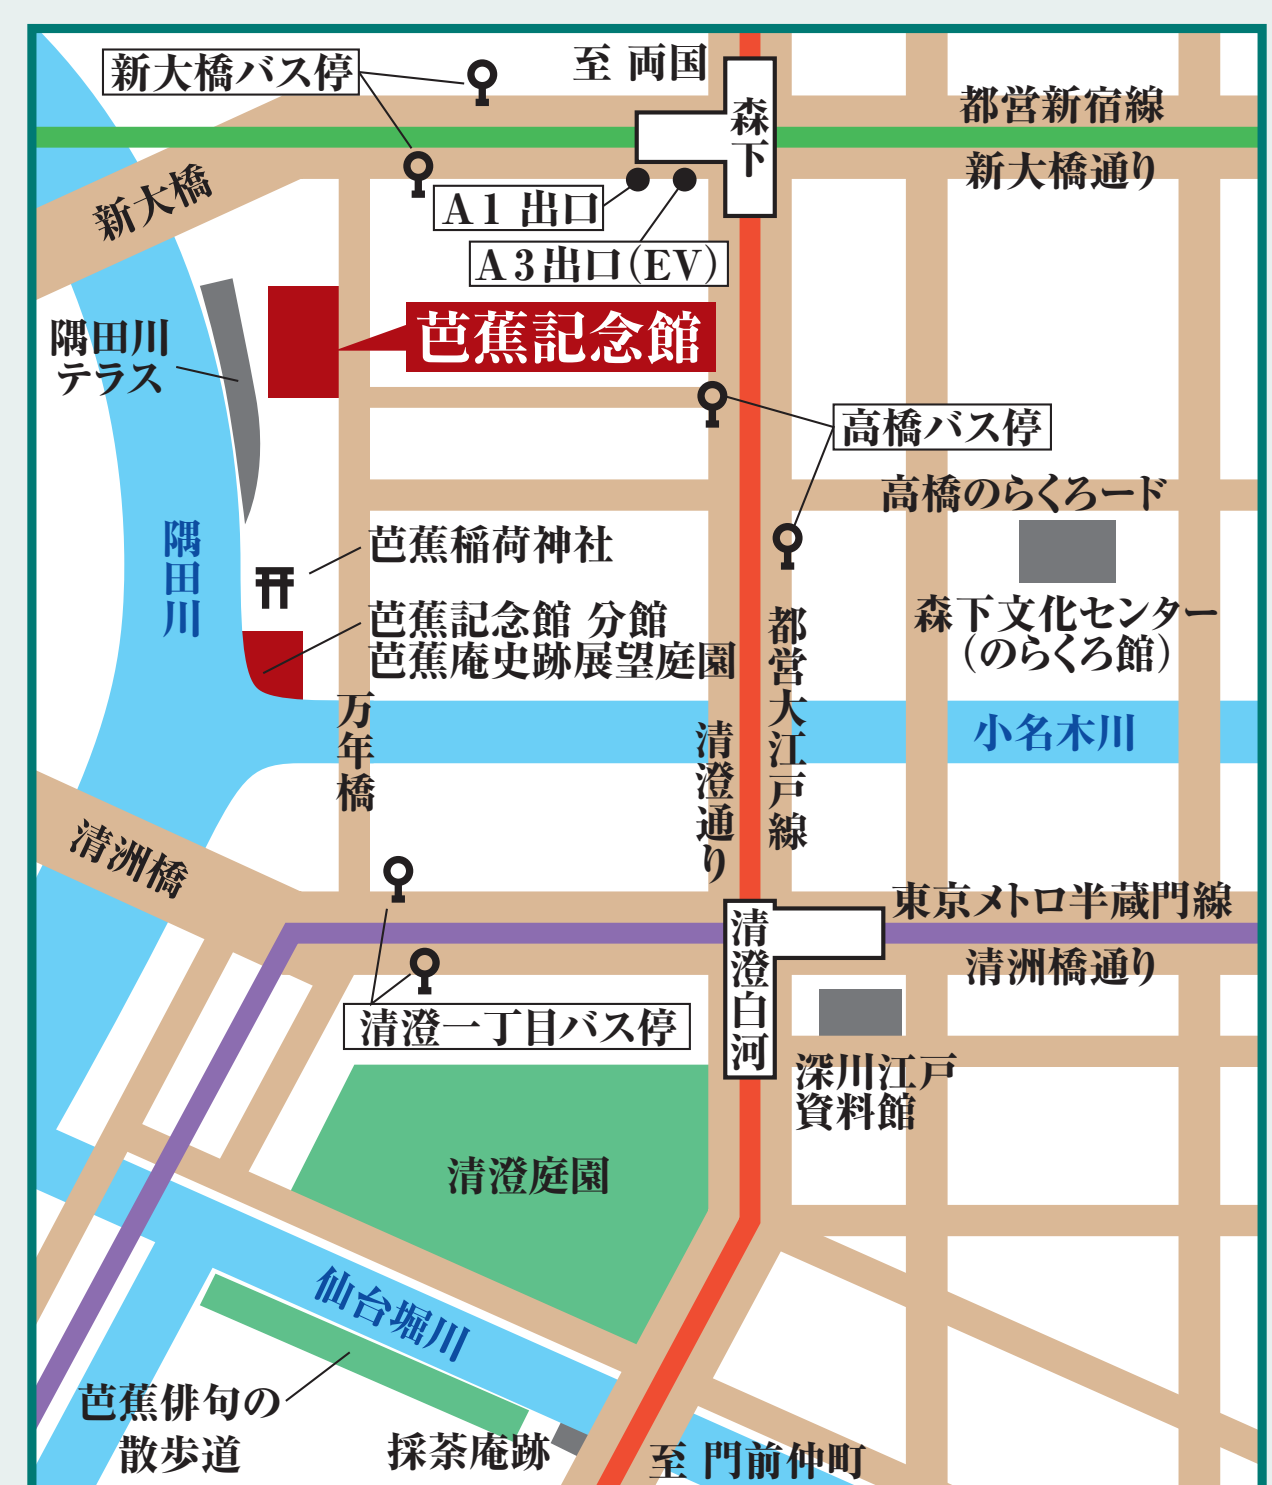 至 両国
新大橋バス停
森下
都営新宿線
新大橋通り
新大橋
A1 出口
A3出口(EV)
芭蕉記念館
隅田川
テラス
高橋バス停
高橋のらくろード
隅田川
芭蕉稲荷神社
芭蕉記念館 分館
芭蕉庵史跡展望庭園
森下文化センター
(のらくろ館)
都営大江戸線
万年橋
清澄通り
小名木川
清洲橋
東京メトロ半蔵門線
清洲橋通り
清澄白河
清澄一丁目バス停
深川江戸
資料館
清澄庭園
仙台堀川
芭蕉俳句の
散歩道
採茶庵跡
至 門前仲町